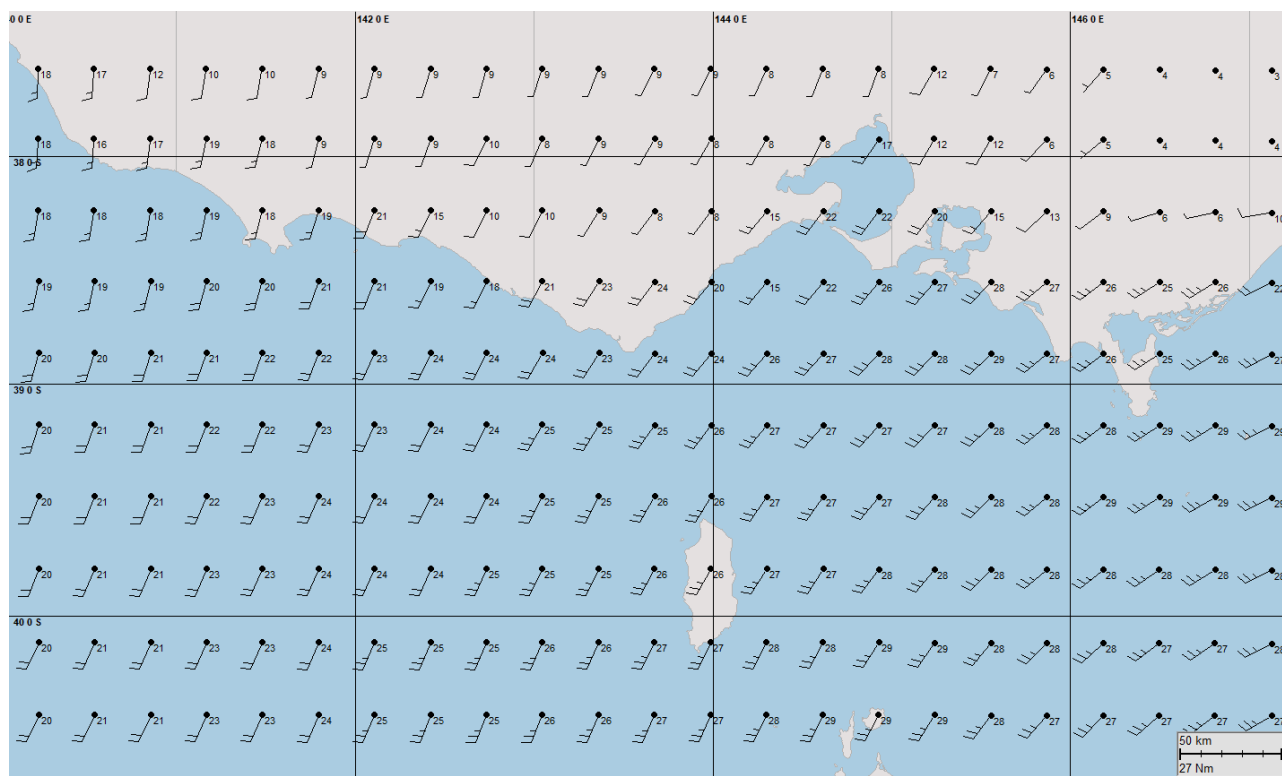 0 0 E 142 0 E 144 0 E 146 0 E
18 17 12 10 10 9 9 9 9 9 9 9 9 8 8 8 12 7 6 5 4 4 3
18 16 17 19 18 9 9 9 10 8 9 9 8 8 8 17 12 12 6 5 4 4 4
38 0 S
18 18 18 19 18 19 21 15 10 10 9 8 8 15 22 22 20 15 13 9 6 6 10
19 19 19 20 20 21 21 19 18 21 23 24 20 15 22 26 27 28 27 26 25 26 22
20 20 21 21 22 22 23 24 24 24 23 24 24 26 27 28 28 29 27 26 25 26 27
39 0 S
20 21 21 22 22 23 23 24 24 25 25 25 26 27 27 27 27 28 28 28 29 29 29
20 21 21 22 23 24 24 24 24 25 25 26 26 27 27 27 28 28 28 29 29 29 29
20 21 21 23 23 24 24 24 25 25 25 26 26 27 27 28 28 28 28 28 28 28 28
40 0 S
20 21 21 23 23 24 25 25 25 26 26 27 27 28 28 29 29 28 28 28 27 27 28
20 21 21 23 23 24 25 25 25 26 26 27 27 28 29 29 29 28 27 27 27 27 27
50 km
27 Nm